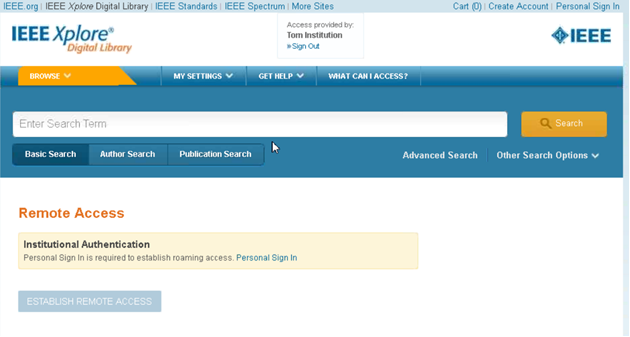 IEEE.org | IEEE Xplore Digital Library | IEEE Standards | IEEE Spectrum | More Sites
Cart (0) | Create Account | Personal Sign In
IEEE Xplore®
Digital Library
Access provided by:
Tom Institution
» Sign Out
IEEE
BROWSE
MY SETTINGS
GET HELP
WHAT CAN I ACCESS?
Enter Search Term
Search
Basic Search
Author Search
Publication Search
Advanced Search
Other Search Options
Remote Access
Institutional Authentication
Personal Sign In is required to establish roaming access. Personal Sign In
ESTABLISH REMOTE ACCESS